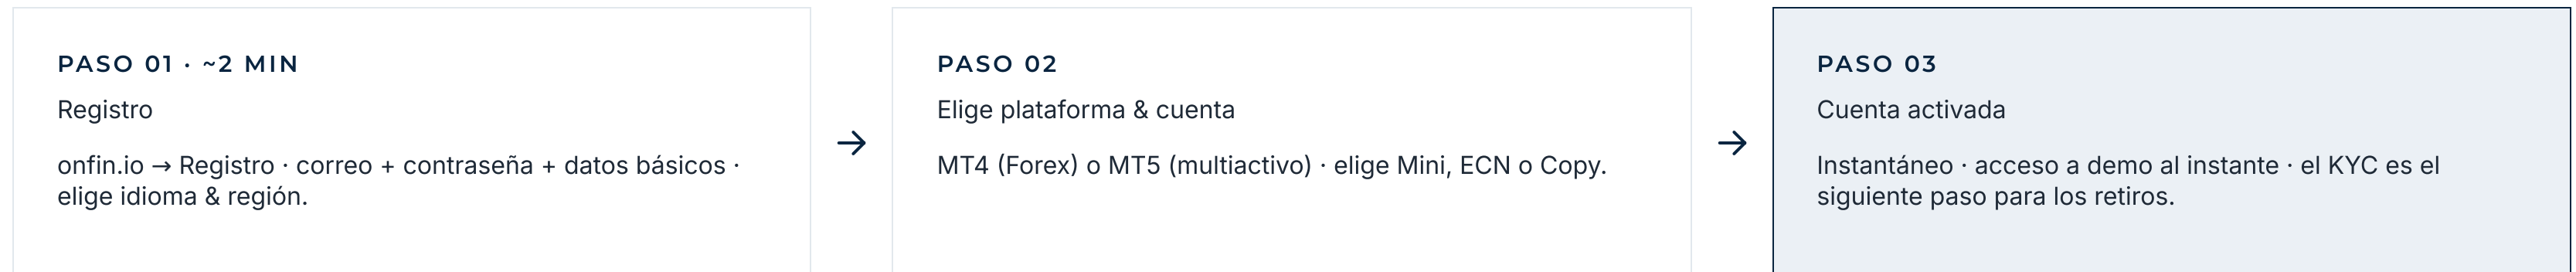 PASO 01 · ~2 MIN
Registro
onfin.io → Registro · correo + contraseña + datos básicos ·
elige idioma & región.
→
PASO 02
Elige plataforma & cuenta
MT4 (Forex) o MT5 (multiactivo) · elige Mini, ECN o Copy.
→
PASO 03
Cuenta activada
Instantáneo · acceso a demo al instante · el KYC es el
siguiente paso para los retiros.